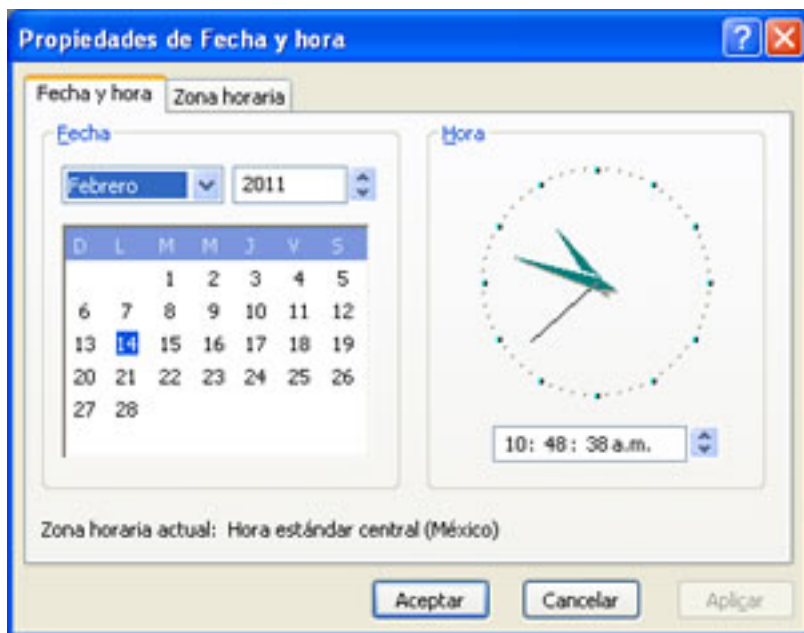 Propiedades de Fecha y hora
Fecha y hora
Zona horaria
Fecha
Febrero
2011
D L M M J V S
1 2 3 4 5
6 7 8 9 10 11 12
13 14 15 16 17 18 19
20 21 22 23 24 25 26
27 28
Hora
10: 48: 38 a.m.
Zona horaria actual: Hora estándar central (México)
Aceptar
Cancelar
Aplicar